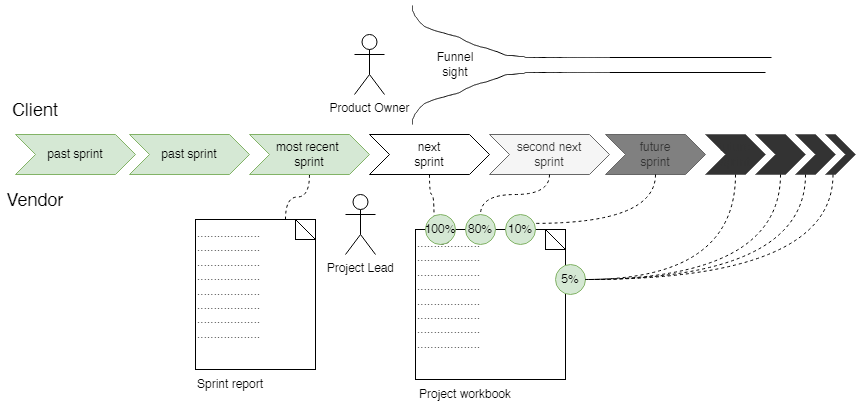 Funnel
sight
Product Owner
Client
past sprint
past sprint
most recent
sprint
next
sprint
second next
sprint
future
sprint
Vendor
100%
80%
10%
Project Lead
5%
Sprint report
Project workbook